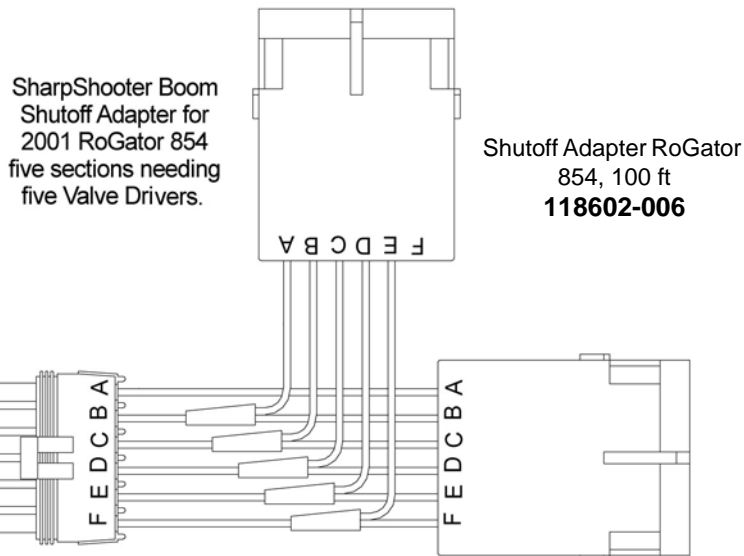 SharpShooter Boom
Shutoff Adapter for
2001 RoGator 854
five sections needing
five Valve Drivers.
Shutoff Adapter RoGator
854, 100 ft
118602-006
A B C D E F
F E D C B A
F E D C B A